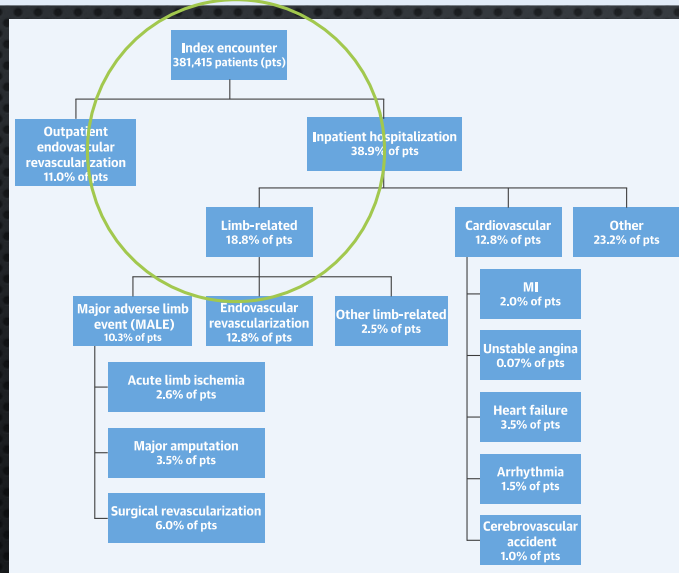 Index encounter
381,415 patients (pts)
Outpatient
endovascular
revascularization
11.0% of pts
Inpatient hospitalization
38.9% of pts
Limb-related
18.8% of pts
Cardiovascular
12.8% of pts
Other
23.2% of pts
Major adverse limb
event (MALE)
10.3% of pts
Endovascular
revascularization
12.8% of pts
Other limb-related
2.5% of pts
MI
2.0% of pts
Unstable angina
0.07% of pts
Acute limb ischemia
2.6% of pts
Heart failure
3.5% of pts
Major amputation
3.5% of pts
Arrhythmia
1.5% of pts
Surgical revascularization
6.0% of pts
Cerebrovascular
accident
1.0% of pts